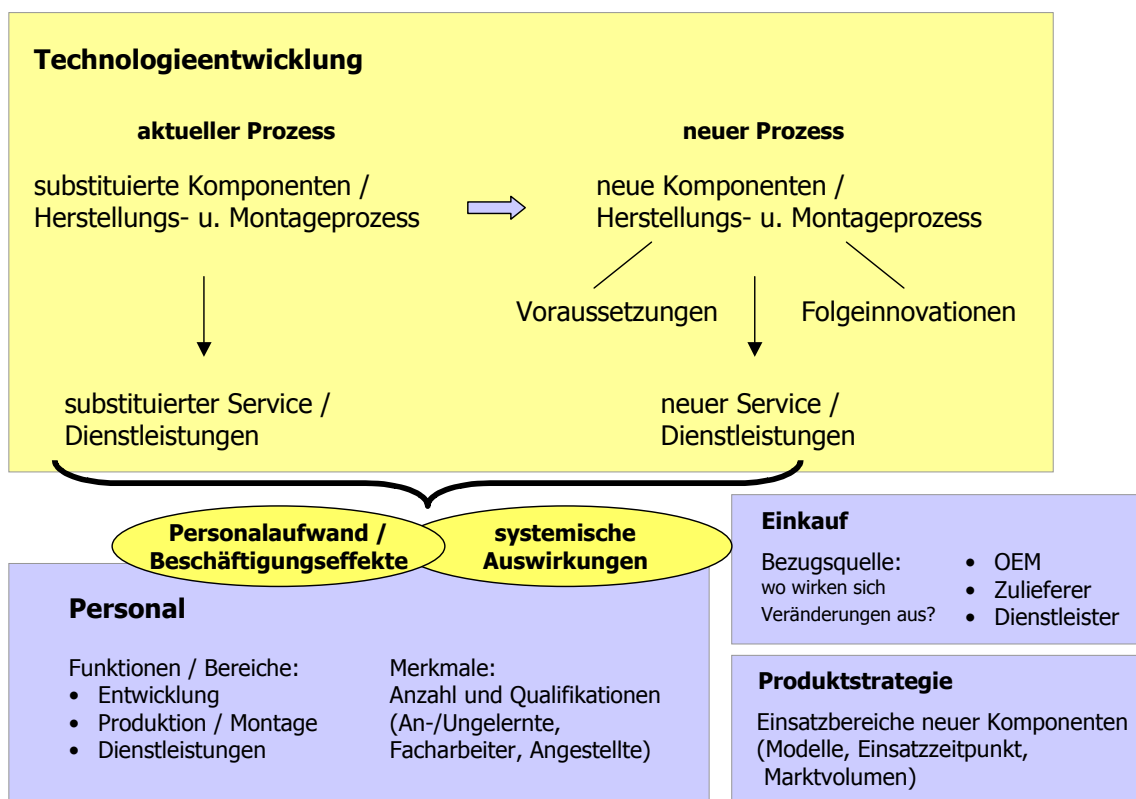 Technologieentwicklung
aktueller Prozess
substituierte Komponenten /
Herstellungs- u. Montageprozess
neuer Prozess
neue Komponenten /
Herstellungs- u. Montageprozess
Voraussetzungen
Folgeinnovationen
substituierter Service /
Dienstleistungen
neuer Service /
Dienstleistungen
Personalaufwand /
Beschäftigungseffekte
systemische
Auswirkungen
Personal
Funktionen / Bereiche:
• Entwicklung
• Produktion / Montage
• Dienstleistungen
Merkmale:
Anzahl und Qualifikationen
(An-/Ungelernte,
Facharbeiter, Angestellte)
Einkauf
Bezugsquelle:
wo wirken sich
Veränderungen aus?
• OEM
• Zulieferer
• Dienstleister
Produktstrategie
Einsatzbereiche neuer Komponenten
(Modelle, Einsatzzeitpunkt,
Marktvolumen)